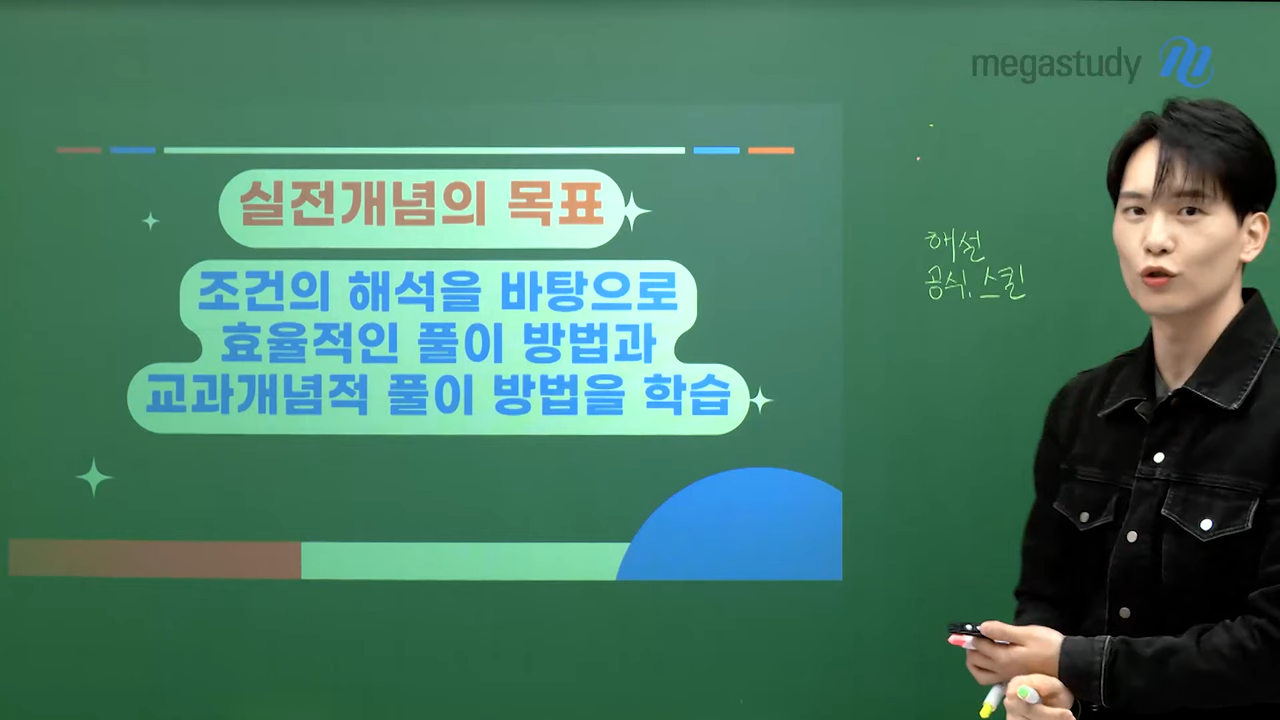 megastudy
실전개념의 목표
조건의 해석을 바탕으로
효율적인 풀이 방법과
교과개념적 풀이 방법을 학습
해설
공식, 스킬